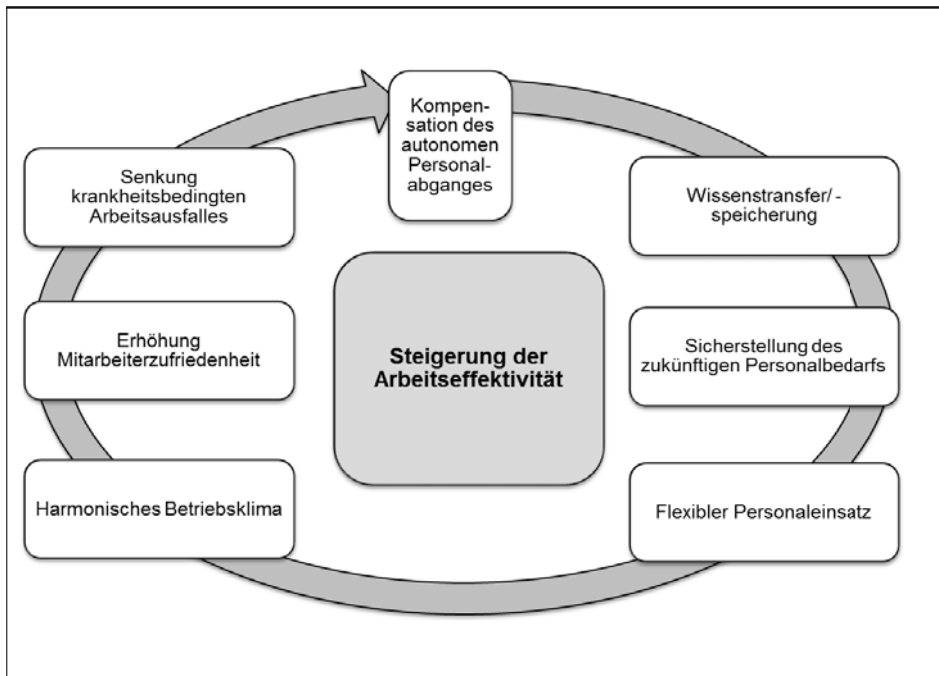 Kompen-
sation des
autonomen
Personal-
abganges
Wissenstransfer/ -
speicherung
Sicherstellung des
zukünftigen Personalbedarfs
Flexibler Personaleinsatz
Harmonisches Betriebsklima
Erhöhung
Mitarbeiterzufriedenheit
Senkung
krankheitsbedingten
Arbeitsausfalles
Steigerung der
Arbeitseffektivität